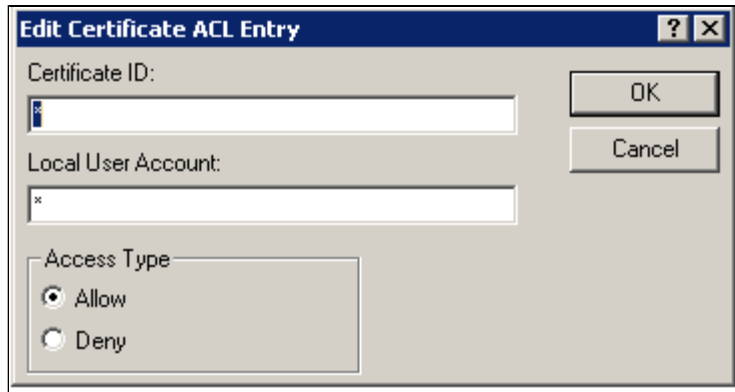 Edit Certificate ACL Entry
Certificate ID:
*
OK
Cancel
Local User Account:
*
Access Type
Allow
Deny